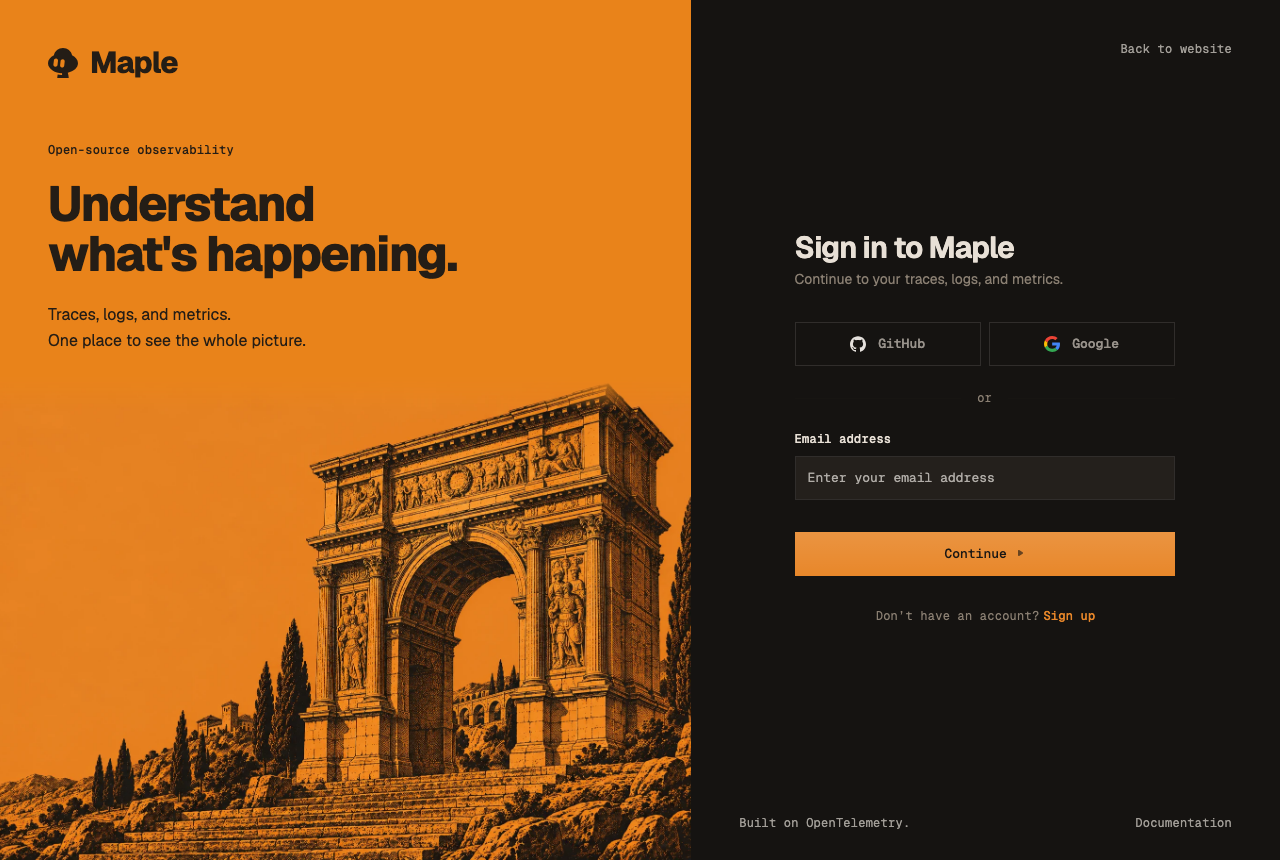 Maple
Open-source observability
Understand
what's happening.
Traces, logs, and metrics.
One place to see the whole picture.
Back to website
Sign in to Maple
Continue to your traces, logs, and metrics.
GitHub
Google
or
Email address
Enter your email address
Continue
Don't have an account? Sign up
Built on OpenTelemetry.
Documentation